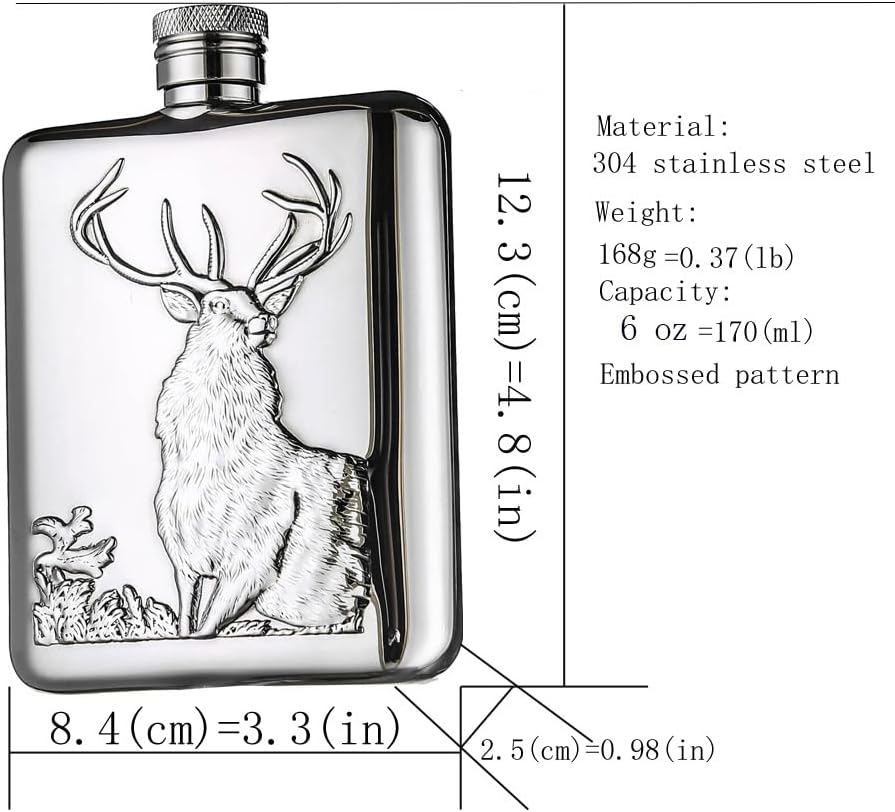 Material:
304 stainless steel
Weight:
168g=0.37(lb)
Capacity:
6 oz=170(ml)
Embossed pattern
12.3(cm)=4.8(in)
8.4(cm)=3.3(in)
2.5(cm)=0.98(in)